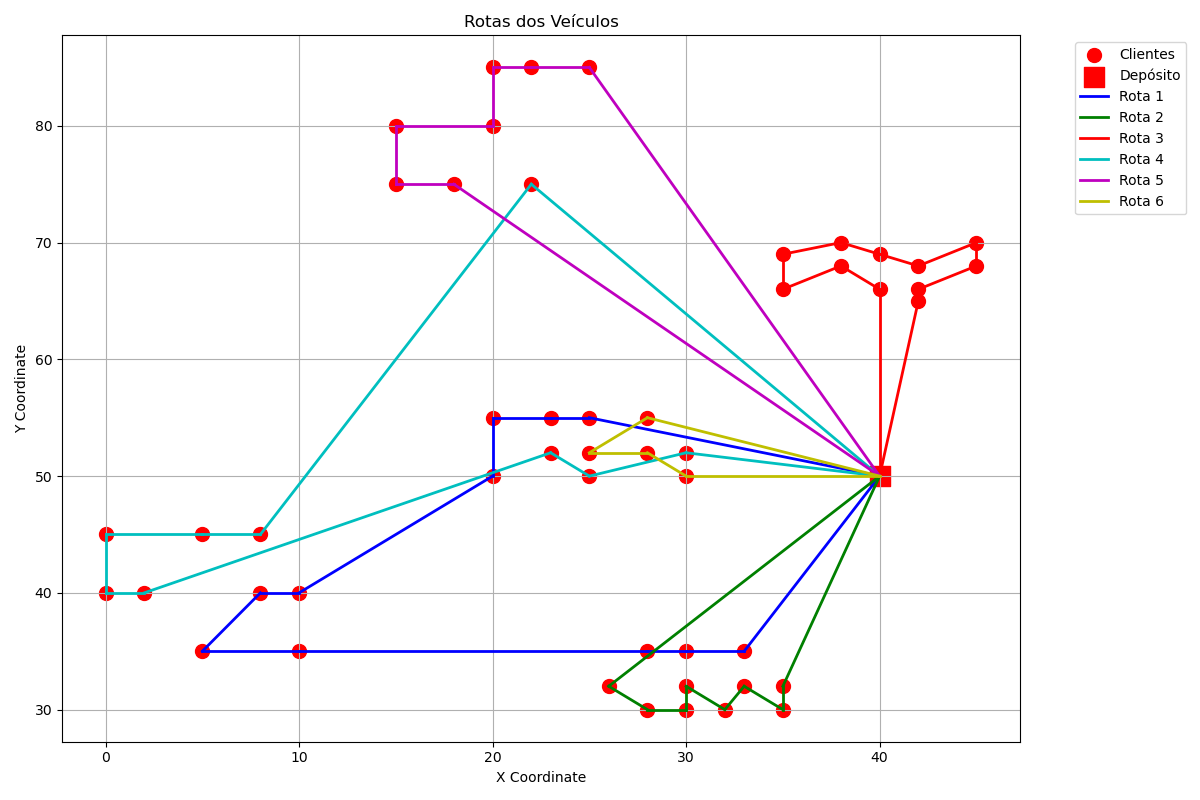 Rotas dos Veículos
Clientes
Depósito
Rota 1
Rota 2
Rota 3
Rota 4
Rota 5
Rota 6
Y Coordinate
80
70
60
50
40
30
0 10 20 30 40
X Coordinate